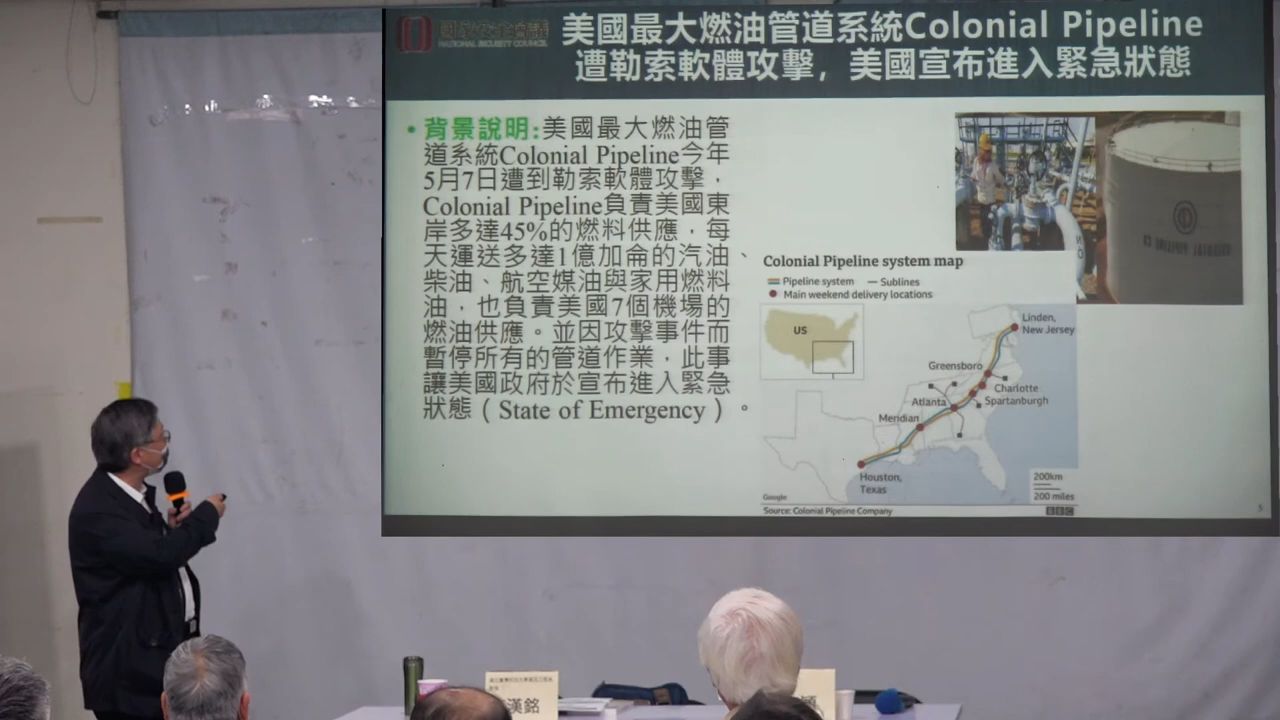 國家安全會議
NATIONAL SECURITY COUNCIL
美國最大燃油管道系統Colonial Pipeline
遭勒索軟體攻擊，美國宣布進入緊急狀態
• 背景說明:美國最大燃油管
道系統Colonial Pipeline今年
5月7日遭到勒索軟體攻擊，
Colonial Pipeline負責美國東
岸多達45%的燃料供應，每
天運送多達1億加侖的汽油、
柴油、航空媒油與家用燃料
油，也負責美國7個機場的
燃油供應。並因攻擊事件而
暫停所有的管道作業，此事
讓美國政府於宣布進入緊急
狀態（State of Emergency）。
Colonial Pipeline system map
Pipeline system — Sublines
Main weekend delivery locations
US
Linden,
New Jersey
Greensboro
Charlotte
Spartanburgh
Atlanta
Meridian
Houston,
Texas
200km
200 miles
Google
Source: Colonial Pipeline Company
BBC
5
漢銘